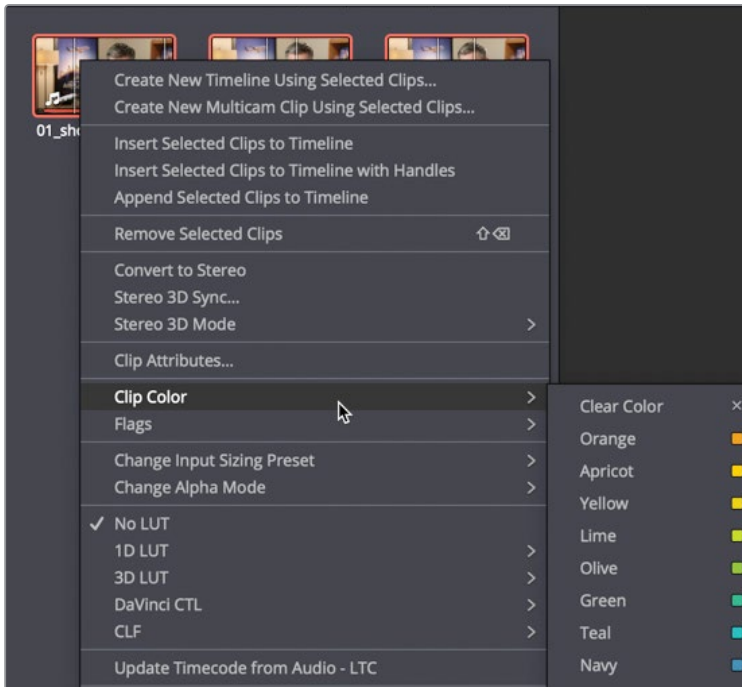 01_sho
Create New Timeline Using Selected Clips...
Create New Multicam Clip Using Selected Clips...
Insert Selected Clips to Timeline
Insert Selected Clips to Timeline with Handles
Append Selected Clips to Timeline
Remove Selected Clips
Convert to Stereo
Stereo 3D Sync...
Stereo 3D Mode
Clip Attributes...
Clip Color
Flags
Change Input Sizing Preset
Change Alpha Mode
No LUT
1D LUT
3D LUT
DaVinci CTL
CLF
Update Timecode from Audio - LTC
Clear Color
Orange
Apricot
Yellow
Lime
Olive
Green
Teal
Navy